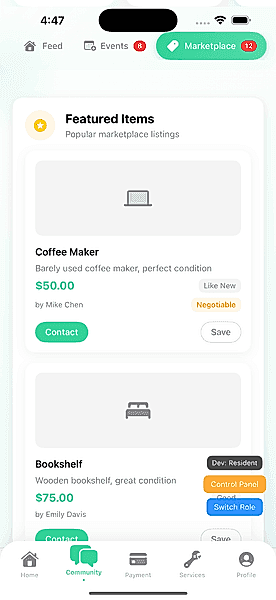 4:47
Feed
Events 6
Marketplace 12
Featured Items
Popular marketplace listings
Coffee Maker
Barely used coffee maker, perfect condition
$50.00
Like New
by Mike Chen
Negotiable
Contact
Save
Bookshelf
Wooden bookshelf, great condition
$75.00
Good
by Emily Davis
Contact
Save
Dev: Resident
Control Panel
Switch Role
Home
Community
Payment
Services
Profile